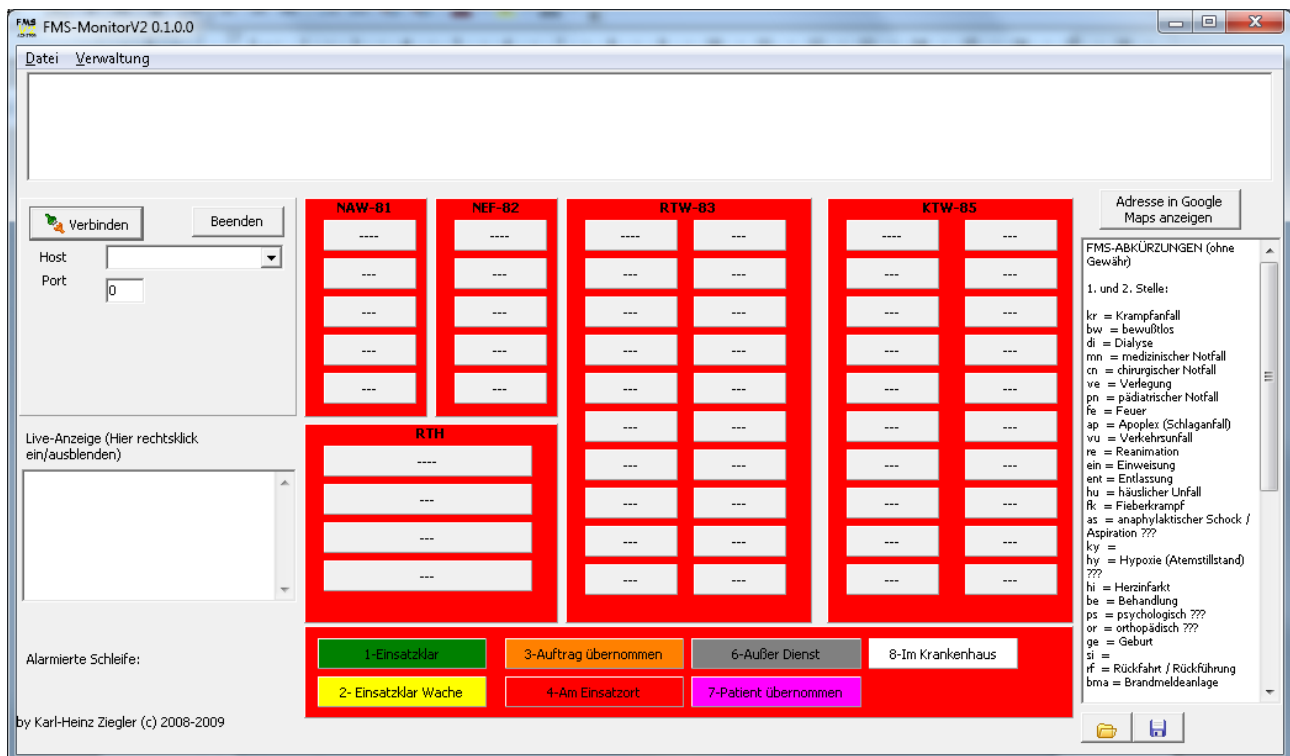 FMS-MonitorV2 0.1.0.0
Datei Verwaltung
Verbinden
Beenden
Host
Port
0
Live-Anzeige (Hier rechtsklick
ein/ausblenden)
Alarmierte Schleife:
by Karl-Heinz Ziegler (c) 2008-2009
NAW-81
----
---
---
---
---
NEF-82
----
---
---
---
---
RTW-83
---- ---
--- ---
--- ---
--- ---
--- ---
--- ---
--- ---
--- ---
--- ---
--- ---
KTW-85
---- ---
--- ---
--- ---
--- ---
--- ---
--- ---
--- ---
--- ---
--- ---
--- ---
RTH
----
---
---
---
1-Einsatzklar
3-Auftrag übernommen
6-Außer Dienst
8-Im Krankenhaus
2- Einsatzklar Wache
4-Am Einsatzort
7-Patient übernommen
Adresse in Google
Maps anzeigen
FMS-ABKÜRZUNGEN (ohne
Gewähr)
1. und 2. Stelle:
kr = Krampfanfall
bw = bewußtlos
di = Dialyse
mn = medizinischer Notfall
cn = chirurgischer Notfall
ve = Verlegung
pn = pädiatrischer Notfall
fe = Feuer
ap = Apoplex (Schlaganfall)
vu = Verkehrsunfall
re = Reanimation
ein = Einweisung
ent = Entlassung
hu = häuslicher Unfall
fk = Fieberkrampf
as = anaphylaktischer Schock /
Aspiration ???
ky =
hy = Hypoxie (Atemstillstand)
???
hi = Herzinfarkt
be = Behandlung
ps = psychologisch ???
or = orthopädisch ???
ge = Geburt
si =
rf = Rückfahrt / Rückführung
bma = Brandmeldeanlage